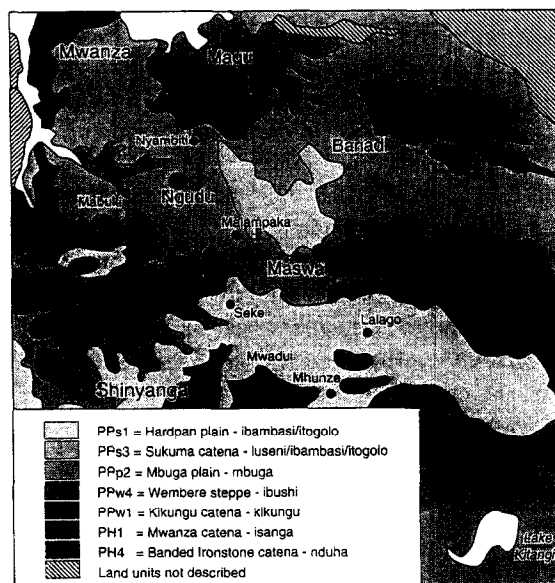 Mwanza
Magu
Nyambiti
Bariadi
Mabuki
Ngudu
Malampaka
Maswa
Seke
Lalago
Mwadui
Mhunze
Shinyanga
PPs1 = Hardpan plain - ibambasi/itogolo
PPs3 = Sukuma catena - luseni/ibambasi/itogolo
PPp2 = Mbuga plain - mbuga
PPw4 = Wembere steppe - ibushi
PPw1 = Kikungu catena - kikungu
PH1 = Mwanza catena - isanga
PH4 = Banded Ironstone catena - nduha
Land units not described
Lake
Kitangiri